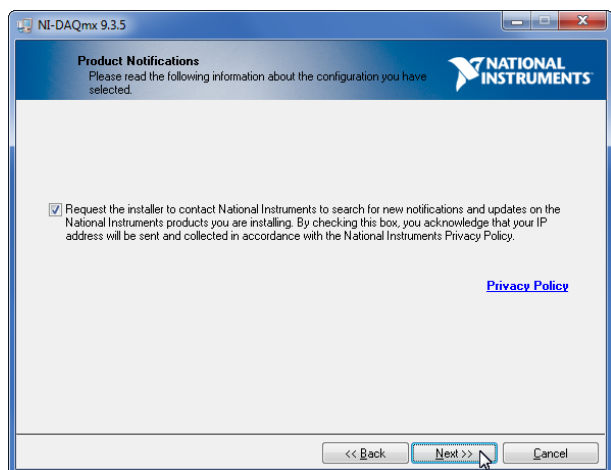 NI-DAQmx 9.3.5
Product Notifications
Please read the following information about the configuration you have
selected.
NATIONAL
INSTRUMENTS
Request the installer to contact National Instruments to search for new notifications and updates on the
National Instruments products you are installing. By checking this box, you acknowledge that your IP
address will be sent and collected in accordance with the National Instruments Privacy Policy.
Privacy Policy
<< Back Next >> Cancel